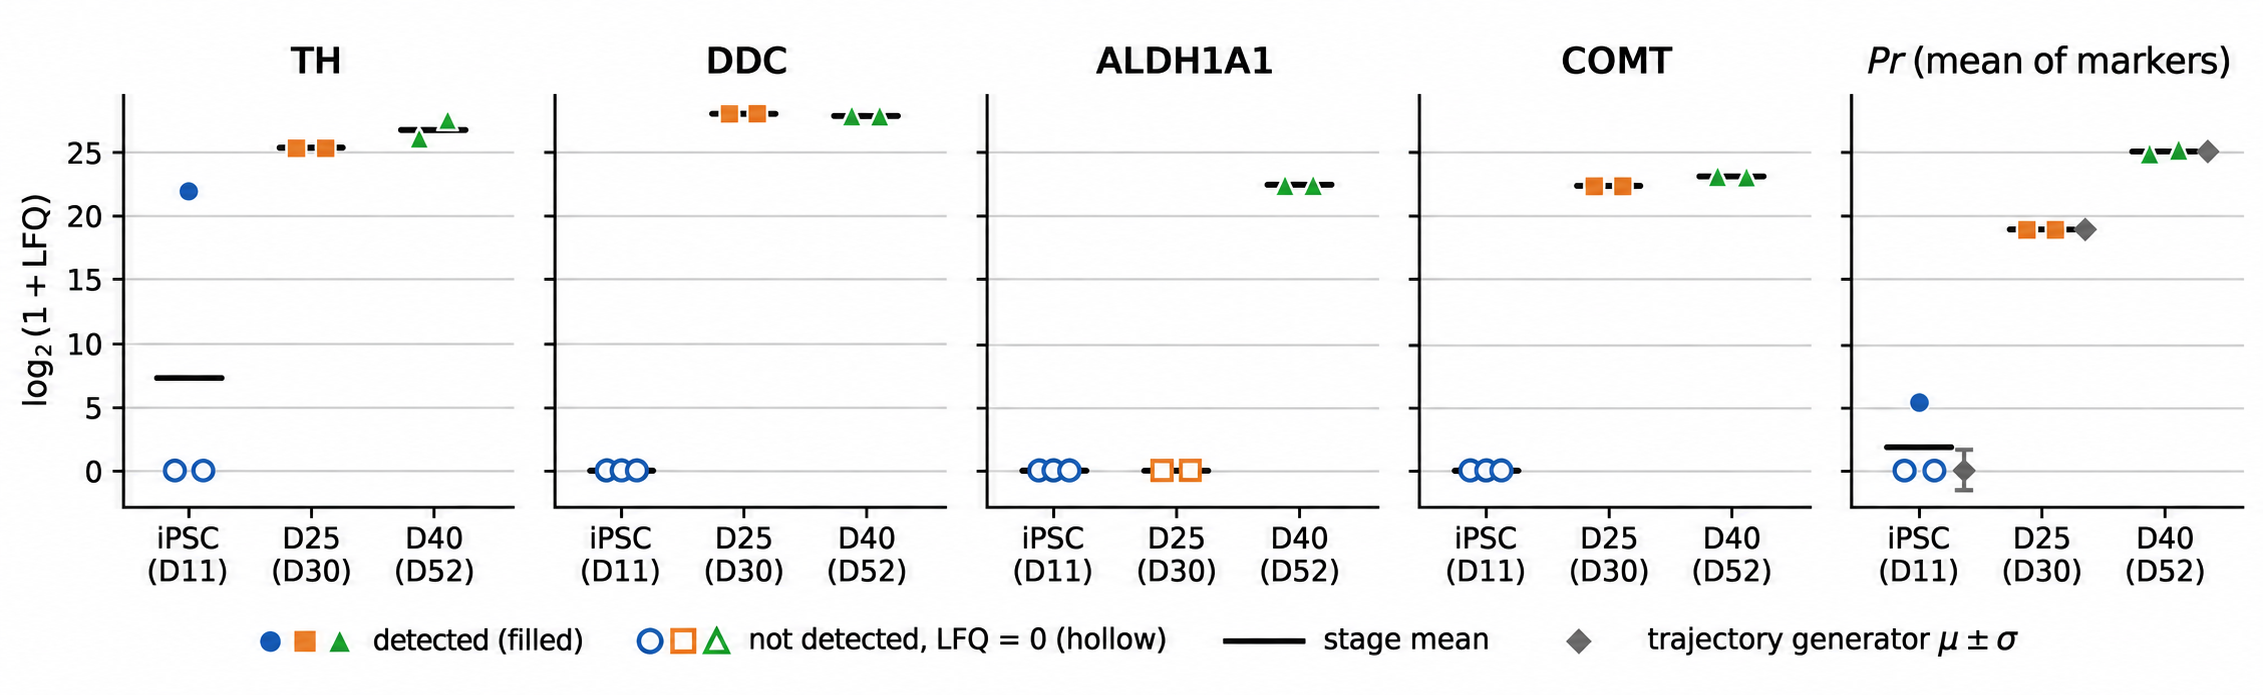 TH
DDC
ALDH1A1
COMT
Pr (mean of markers)
log₂ (1 + LFQ)
25
20
15
10
5
0
iPSC (D11)
D25 (D30)
D40 (D52)
iPSC (D11)
D25 (D30)
D40 (D52)
iPSC (D11)
D25 (D30)
D40 (D52)
iPSC (D11)
D25 (D30)
D40 (D52)
iPSC (D11)
D25 (D30)
D40 (D52)
detected (filled)
not detected, LFQ = 0 (hollow)
stage mean
trajectory generator μ ± σ